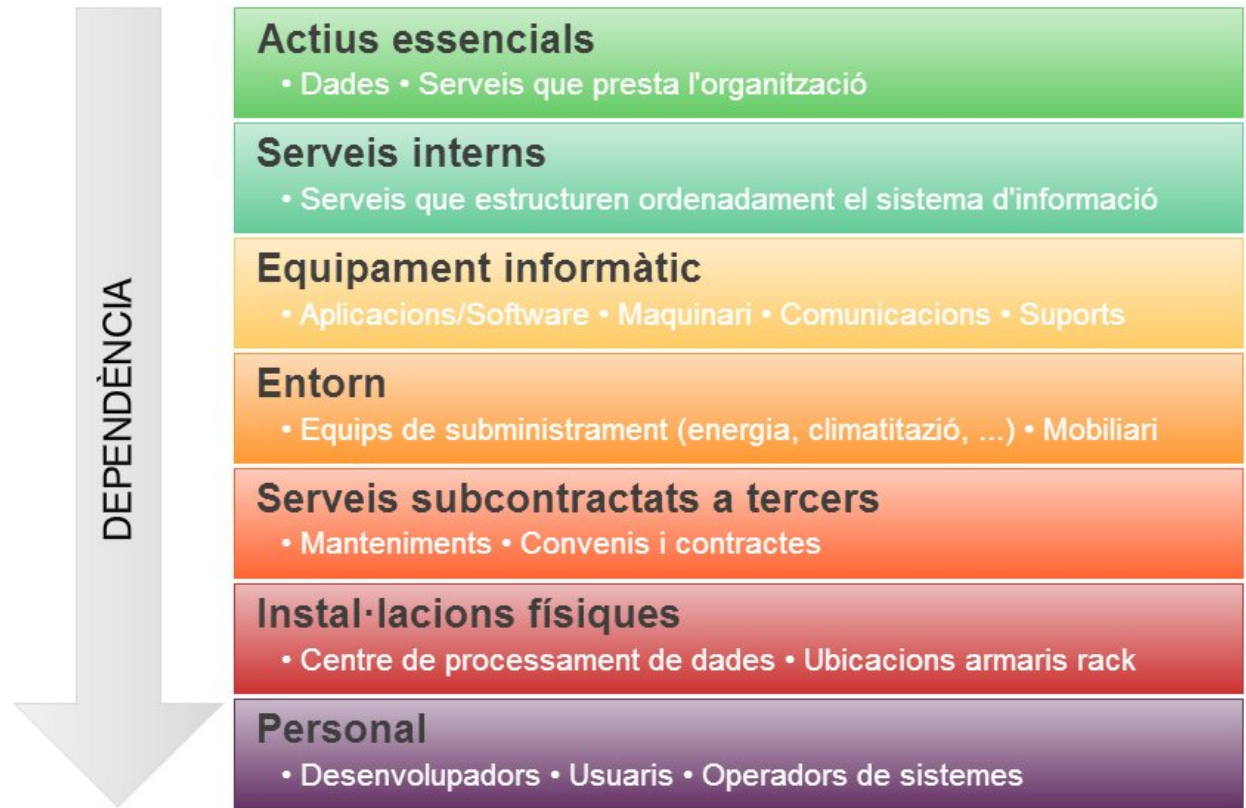 DEPENDÈNCIA
Actius essencials
• Dades • Serveis que presta l'organització
Serveis interns
• Serveis que estructuren ordenadament el sistema d'informació
Equipament informàtic
• Aplicacions/Software • Maquinari • Comunicacions • Suports
Entorn
• Equips de subministrament (energia, climatitazió, ...) • Mobiliari
Serveis subcontractats a tercers
• Manteniments • Convenis i contractes
Instal·lacions físiques
• Centre de processament de dades • Ubicacions armaris rack
Personal
• Desenvolupadors • Usuaris • Operadors de sistemes